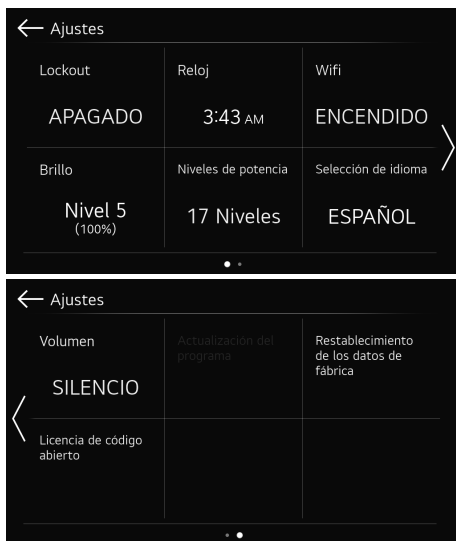 Ajustes
Lockout
Reloj
Wifi
APAGADO
3:43 AM
ENCENDIDO
Brillo
Niveles de potencia
Selección de idioma
Nivel 5
(100%)
17 Niveles
ESPAÑOL
Ajustes
Volumen
Actualización del
programa
Restablecimiento
de los datos de
fábrica
SILENCIO
Licencia de código
abierto